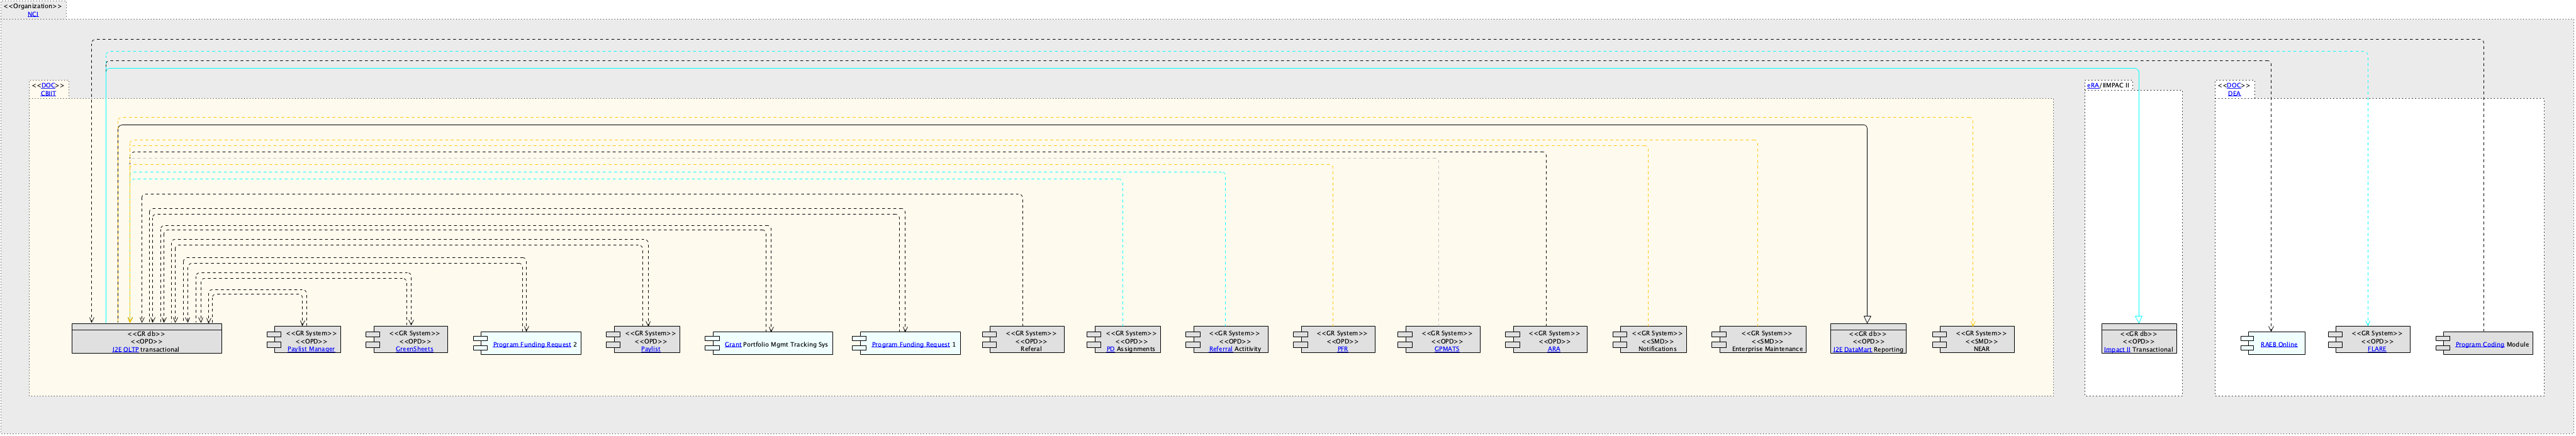 <<Organization>>
NCI
<<DOC>>
CBIIT
eRA/IMPAC II
<<DOC>>
DEA
<<GR db>>
<<OPD>>
J2E OLTP transactional
<<GR System>>
<<OPD>>
Paylist Manager
<<GR System>>
<<OPD>>
GreenSheets
Program Funding Request 2
<<GR System>>
<<OPD>>
Paylist
Grant Portfolio Mgmt Tracking Sys
Program Funding Request 1
<<GR System>>
<<OPD>>
Referal
<<GR System>>
<<OPD>>
PD Assignments
<<GR System>>
<<OPD>>
Referral Actitivity
<<GR System>>
<<OPD>>
PFR
<<GR System>>
<<OPD>>
GPMATS
<<GR System>>
<<OPD>>
ARA
<<GR System>>
<<SMD>>
Notifications
<<GR System>>
<<SMD>>
Enterprise Maintenance
<<GR db>>
<<OPD>>
J2E DataMart Reporting
<<GR System>>
<<SMD>>
NEAR
<<GR db>>
<<OPD>>
Impact II Transactional
RAEB Online
<<GR System>>
<<OPD>>
FLARE
Program Coding Module